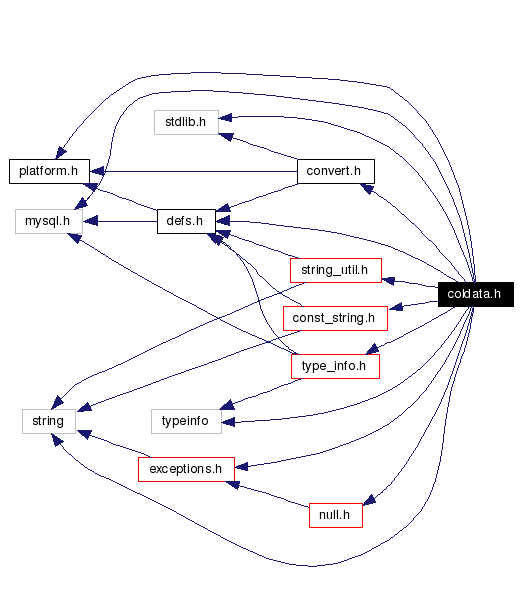 stdlib.h
platform.h
convert.h
mysql.h
defs.h
string_util.h
coldata.h
const_string.h
type_info.h
string
typeinfo
exceptions.h
null.h